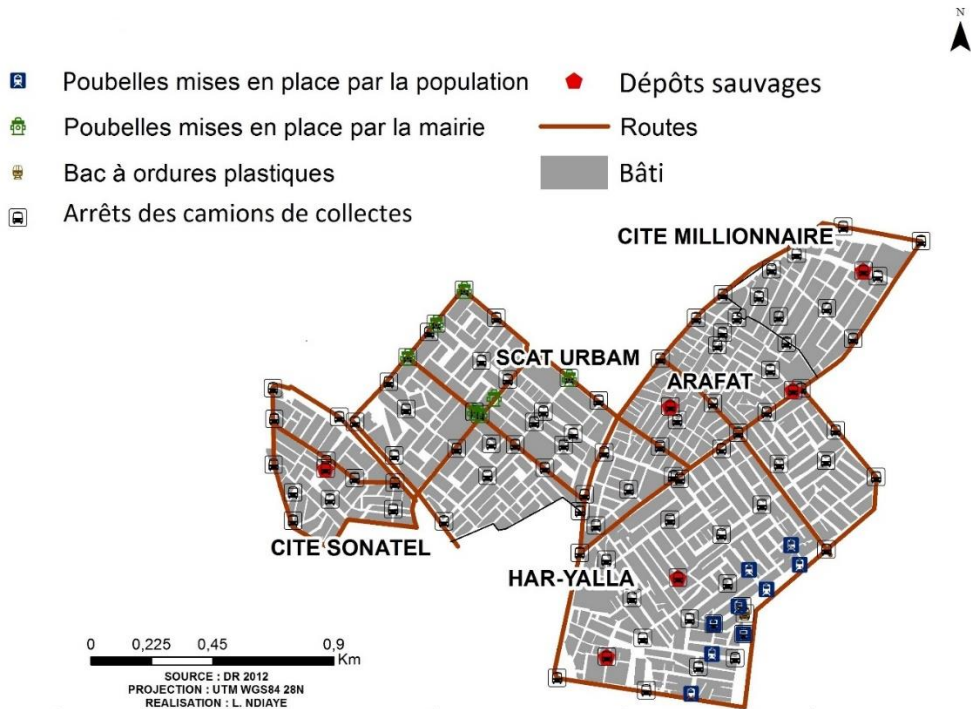 N
Poubelles mises en place par la population
Dépôts sauvages
Poubelles mises en place par la mairie
Routes
Bac à ordures plastiques
Bâti
Arrêts des camions de collectes
CITE MILLIONNAIRE
SCAT URBAM
ARAFAT
CITE SONATEL
HAR-YALLA
0 0,225 0,45 0,9
Km
SOURCE : DR 2012
PROJECTION : UTM WGS84 28N
REALISATION : L. NDIAYE